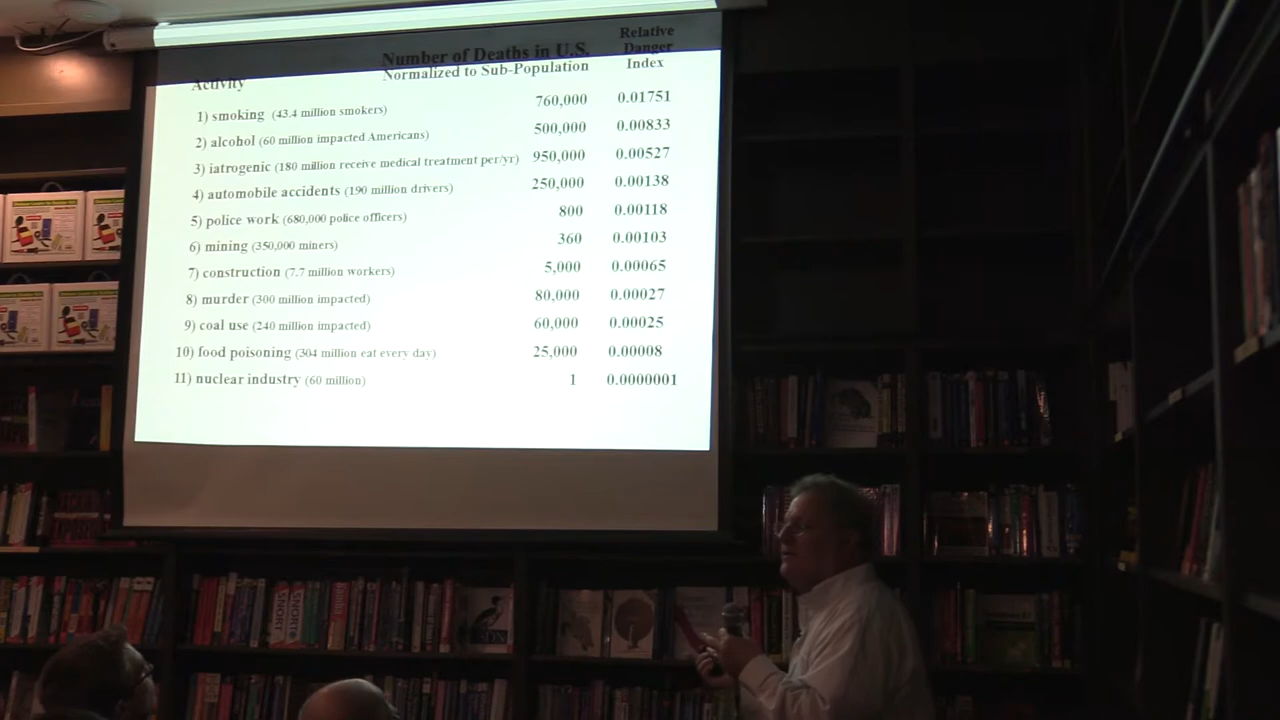 Relative
Danger
Index
Number of Deaths in U.S.
Normalized to Sub-Population
Activity
1) smoking (43.4 million smokers) 760,000 0.01751
2) alcohol (60 million impacted Americans) 500,000 0.00833
3) iatrogenic (180 million receive medical treatment per/yr) 950,000 0.00527
4) automobile accidents (190 million drivers) 250,000 0.00138
5) police work (680,000 police officers) 800 0.00118
6) mining (350,000 miners) 360 0.00103
7) construction (7.7 million workers) 5,000 0.00065
8) murder (300 million impacted) 80,000 0.00027
9) coal use (240 million impacted) 60,000 0.00025
10) food poisoning (304 million eat every day) 25,000 0.00008
11) nuclear industry (60 million) 1 0.0000001